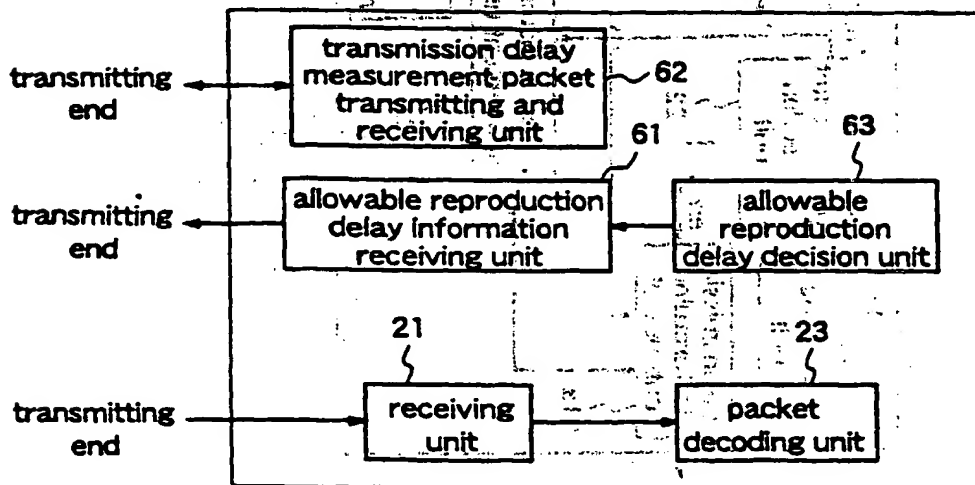 transmitting
end
transmission delay
measurement packet
transmitting and
receiving unit
62
61
63
transmitting
end
allowable reproduction
delay information
receiving unit
allowable
reproduction
delay decision unit
21
23
transmitting
end
receiving
unit
packet
decoding unit